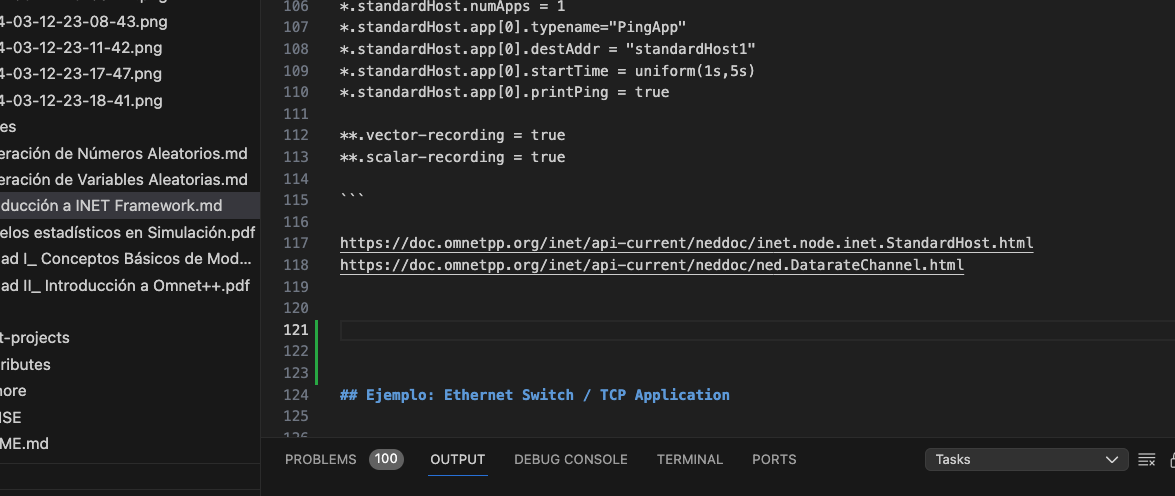 4-03-12-23-08-43.png
4-03-12-23-11-42.png
4-03-12-23-17-47.png
4-03-12-23-18-41.png
es
eración de Números Aleatorios.md
eración de Variables Aleatorias.md
ducción a INET Framework.md
elos estadísticos en Simulación.pdf
ad I_ Conceptos Básicos de Mod...
ad II_ Introducción a Omnet++.pdf
t-projects
ributes
nore
NSE
ME.md
106 *.standardHost.numApps = 1
107 *.standardHost.app[0].typename="PingApp"
108 *.standardHost.app[0].destAddr = "standardHost1"
109 *.standardHost.app[0].startTime = uniform(1s,5s)
110 *.standardHost.app[0].printPing = true
111
112 **.vector-recording = true
113 **.scalar-recording = true
114
115 ```
116
117 https://doc.omnetpp.org/inet/api-current/neddoc/inet.node.inet.StandardHost.html
118 https://doc.omnetpp.org/inet/api-current/neddoc/ned.DatarateChannel.html
119
120
121
122
123
124 ## Ejemplo: Ethernet Switch / TCP Application
125
126
PROBLEMS 100 OUTPUT DEBUG CONSOLE TERMINAL PORTS Tasks